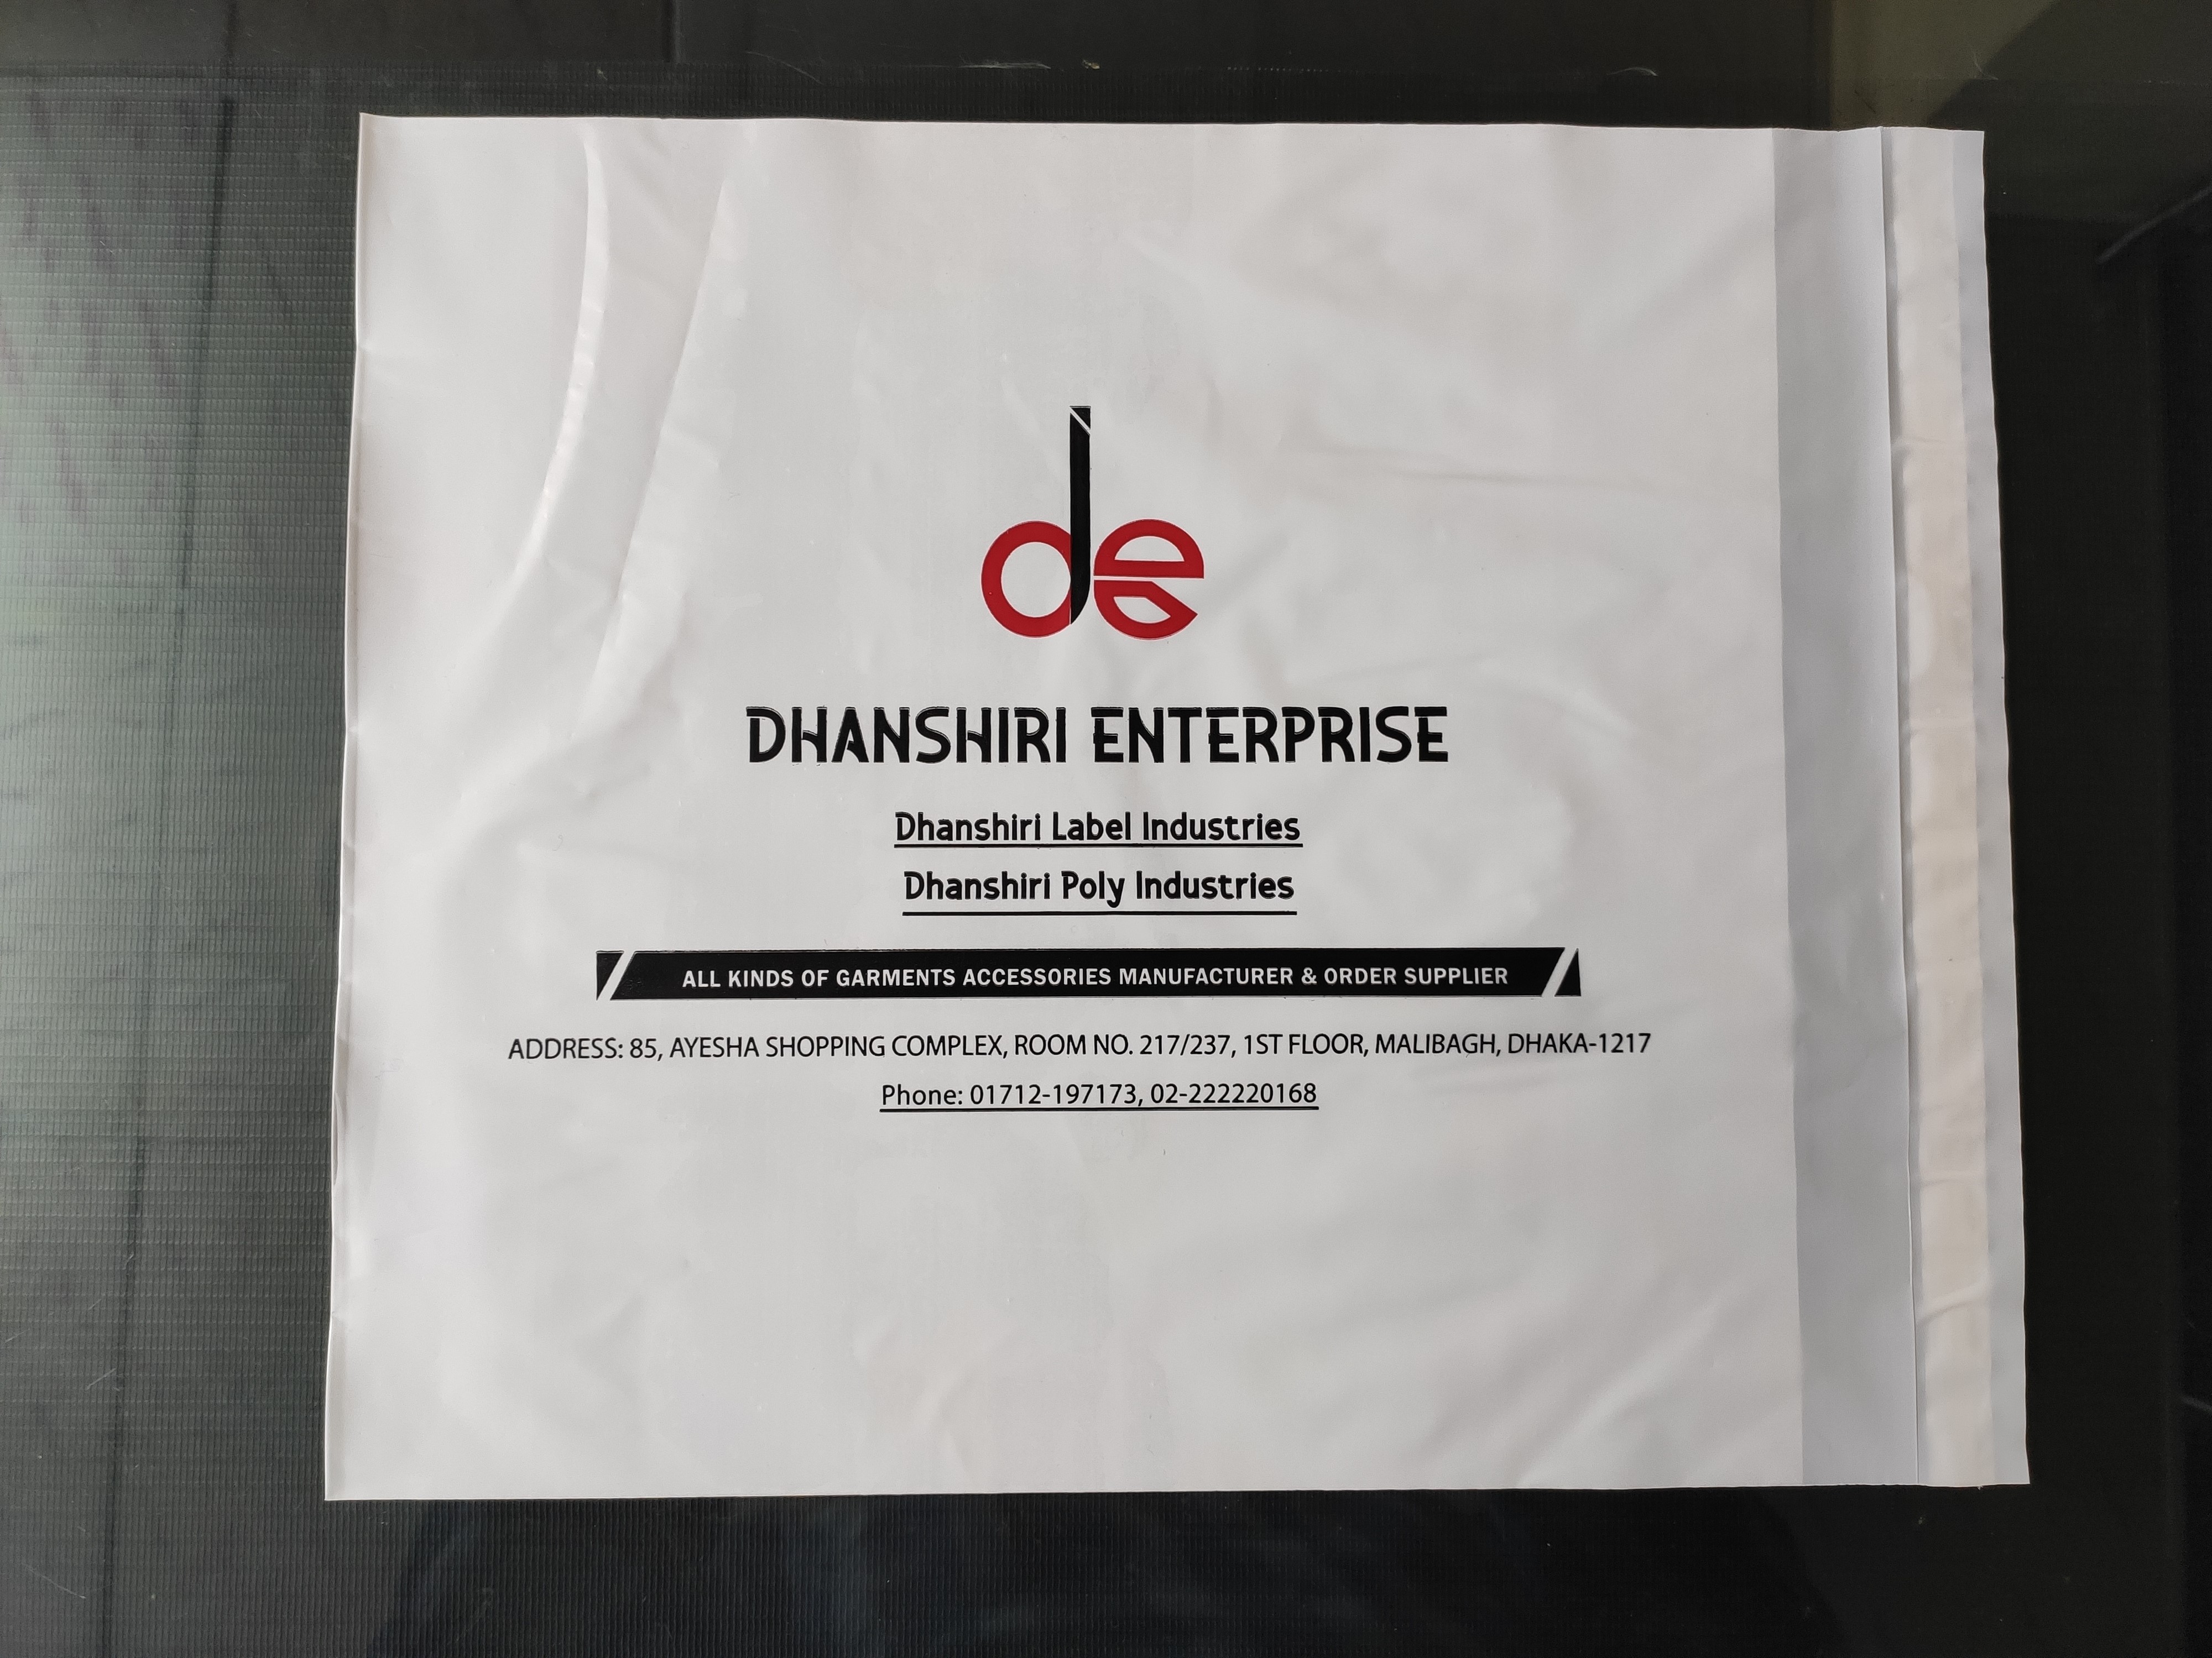 de
DHANSHIRI ENTERPRISE
Dhanshiri Label Industries
Dhanshiri Poly Industries
ALL KINDS OF GARMENTS ACCESSORIES MANUFACTURER & ORDER SUPPLIER
ADDRESS: 85, AYESHA SHOPPING COMPLEX, ROOM NO. 217/237, 1ST FLOOR, MALIBAGH, DHAKA-1217
Phone: 01712-197173, 02-222220168